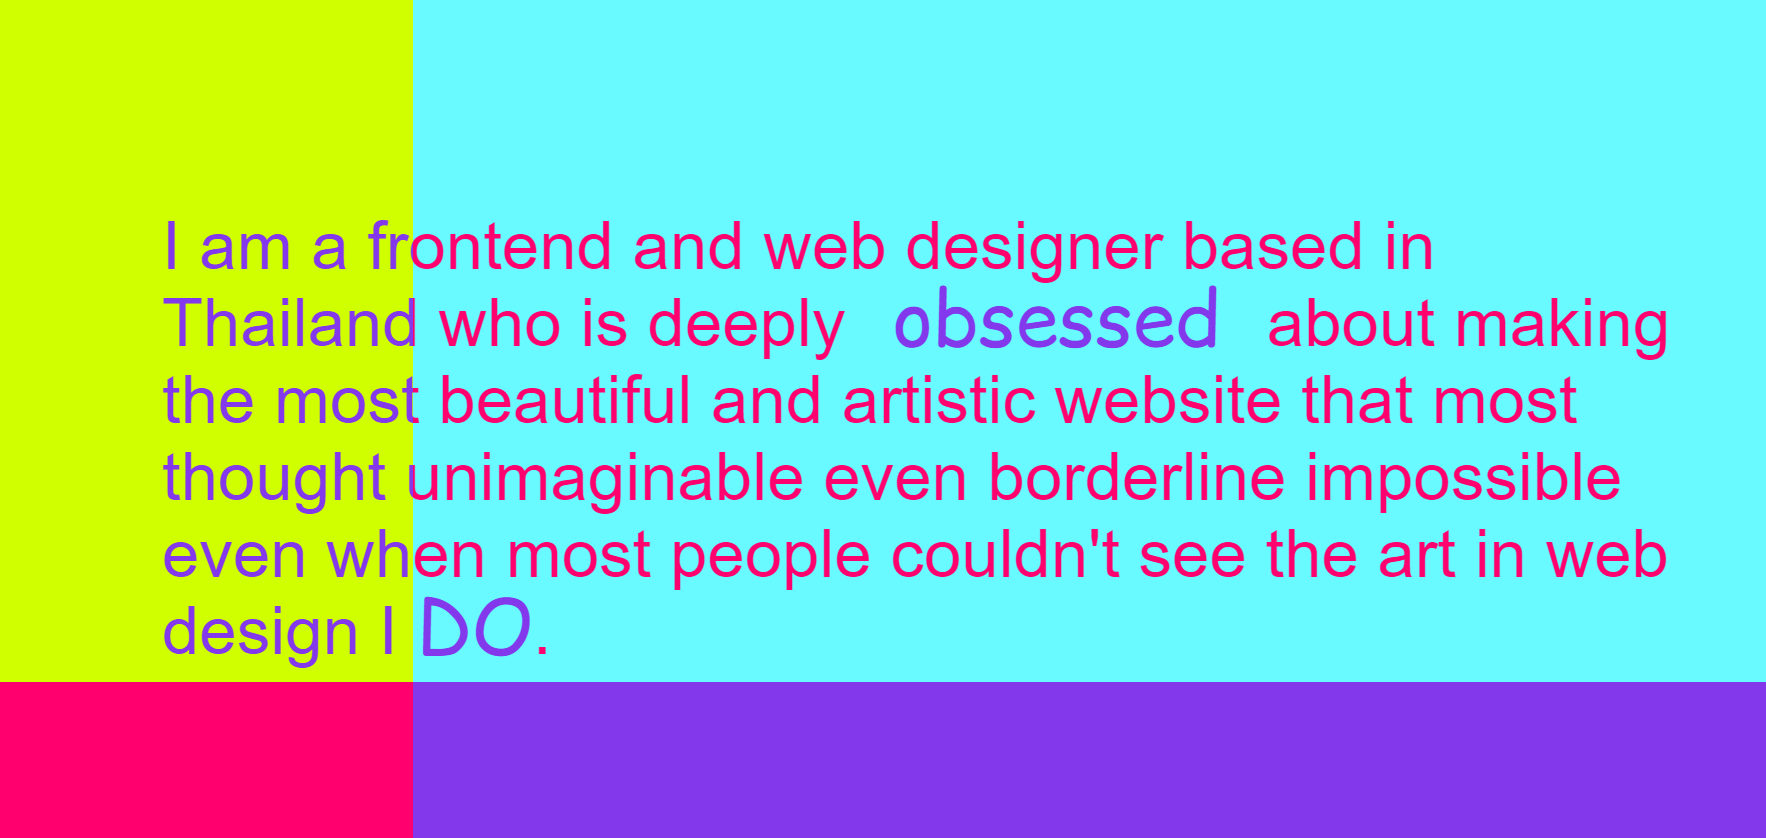 I am a frontend and web designer based in
Thailand who is deeply obsessed about making
the most beautiful and artistic website that most
thought unimaginable even borderline impossible
even when most people couldn't see the art in web
design I DO.